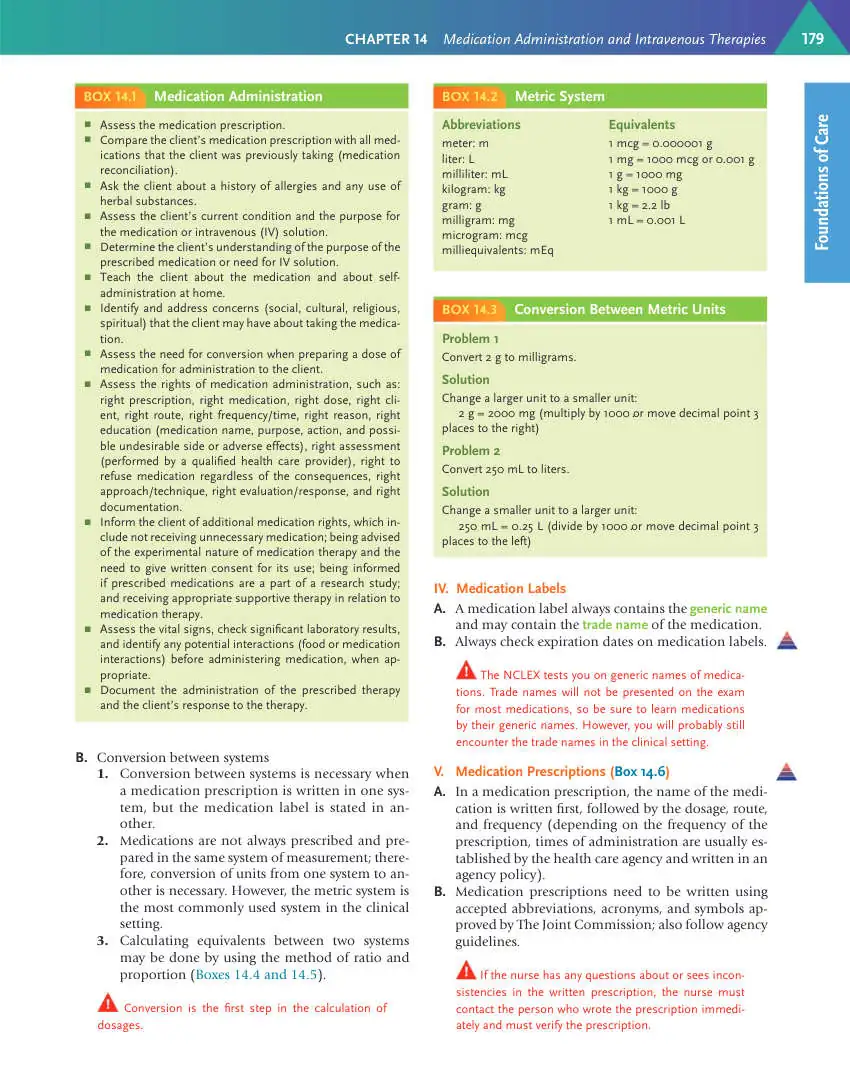 CHAPTER 14 Medication Administration and Intravenous Therapies 179
BOX 14.1 Medication Administration
■ Assess the medication prescription.
■ Compare the client's medication prescription with all med-
ications that the client was previously taking (medication
reconciliation).
■ Ask the client about a history of allergies and any use of
herbal substances.
■ Assess the client's current condition and the purpose for
the medication or intravenous (IV) solution.
■ Determine the client's understanding of the purpose of the
prescribed medication or need for IV solution.
■ Teach the client about the medication and about self-
administration at home.
■ Identify and address concerns (social, cultural, religious,
spiritual) that the client may have about taking the medica-
tion.
■ Assess the need for conversion when preparing a dose of
medication for administration to the client.
■ Assess the rights of medication administration, such as:
right prescription, right medication, right dose, right cli-
ent, right route, right frequency/time, right reason, right
education (medication name, purpose, action, and possi-
ble undesirable side or adverse effects), right assessment
(performed by a qualified health care provider), right to
refuse medication regardless of the consequences, right
approach/technique, right evaluation/response, and right
documentation.
■ Inform the client of additional medication rights, which in-
clude not receiving unnecessary medication; being advised
of the experimental nature of medication therapy and the
need to give written consent for its use; being informed
if prescribed medications are a part of a research study;
and receiving appropriate supportive therapy in relation to
medication therapy.
■ Assess the vital signs, check significant laboratory results,
and identify any potential interactions (food or medication
interactions) before administering medication, when ap-
propriate.
■ Document the administration of the prescribed therapy
and the client's response to the therapy.
B. Conversion between systems
1. Conversion between systems is necessary when
a medication prescription is written in one sys-
tem, but the medication label is stated in an-
other.
2. Medications are not always prescribed and pre-
pared in the same system of measurement; there-
fore, conversion of units from one system to an-
other is necessary. However, the metric system is
the most commonly used system in the clinical
setting.
3. Calculating equivalents between two systems
may be done by using the method of ratio and
proportion (Boxes 14.4 and 14.5).
Conversion is the first step in the calculation of
dosages.
BOX 14.2 Metric System
Abbreviations
meter: m
liter: L
milliliter: mL
kilogram: kg
gram: g
milligram: mg
microgram: mcg
milliequivalents: mEq
Equivalents
1 mcg = 0.000001 g
1 mg = 1000 mcg or 0.001 g
1 g = 1000 mg
1 kg = 1000 g
1 kg = 2.2 lb
1 mL = 0.001 L
BOX 14.3 Conversion Between Metric Units
Problem 1
Convert 2 g to milligrams.
Solution
Change a larger unit to a smaller unit:
2 g = 2000 mg (multiply by 1000 or move decimal point 3
places to the right)
Problem 2
Convert 250 mL to liters.
Solution
Change a smaller unit to a larger unit:
250 mL = 0.25 L (divide by 1000 or move decimal point 3
places to the left)
IV. Medication Labels
A. A medication label always contains the generic name
and may contain the trade name of the medication.
B. Always check expiration dates on medication labels.
The NCLEX tests you on generic names of medica-
tions. Trade names will not be presented on the exam
for most medications, so be sure to learn medications
by their generic names. However, you will probably still
encounter the trade names in the clinical setting.
V. Medication Prescriptions (Box 14.6)
A. In a medication prescription, the name of the medi-
cation is written first, followed by the dosage, route,
and frequency (depending on the frequency of the
prescription, times of administration are usually es-
tablished by the health care agency and written in an
agency policy).
B. Medication prescriptions need to be written using
accepted abbreviations, acronyms, and symbols ap-
proved by The Joint Commission; also follow agency
guidelines.
If the nurse has any questions about or sees incon-
sistencies in the written prescription, the nurse must
contact the person who wrote the prescription immedi-
ately and must verify the prescription.
Foundations of Care